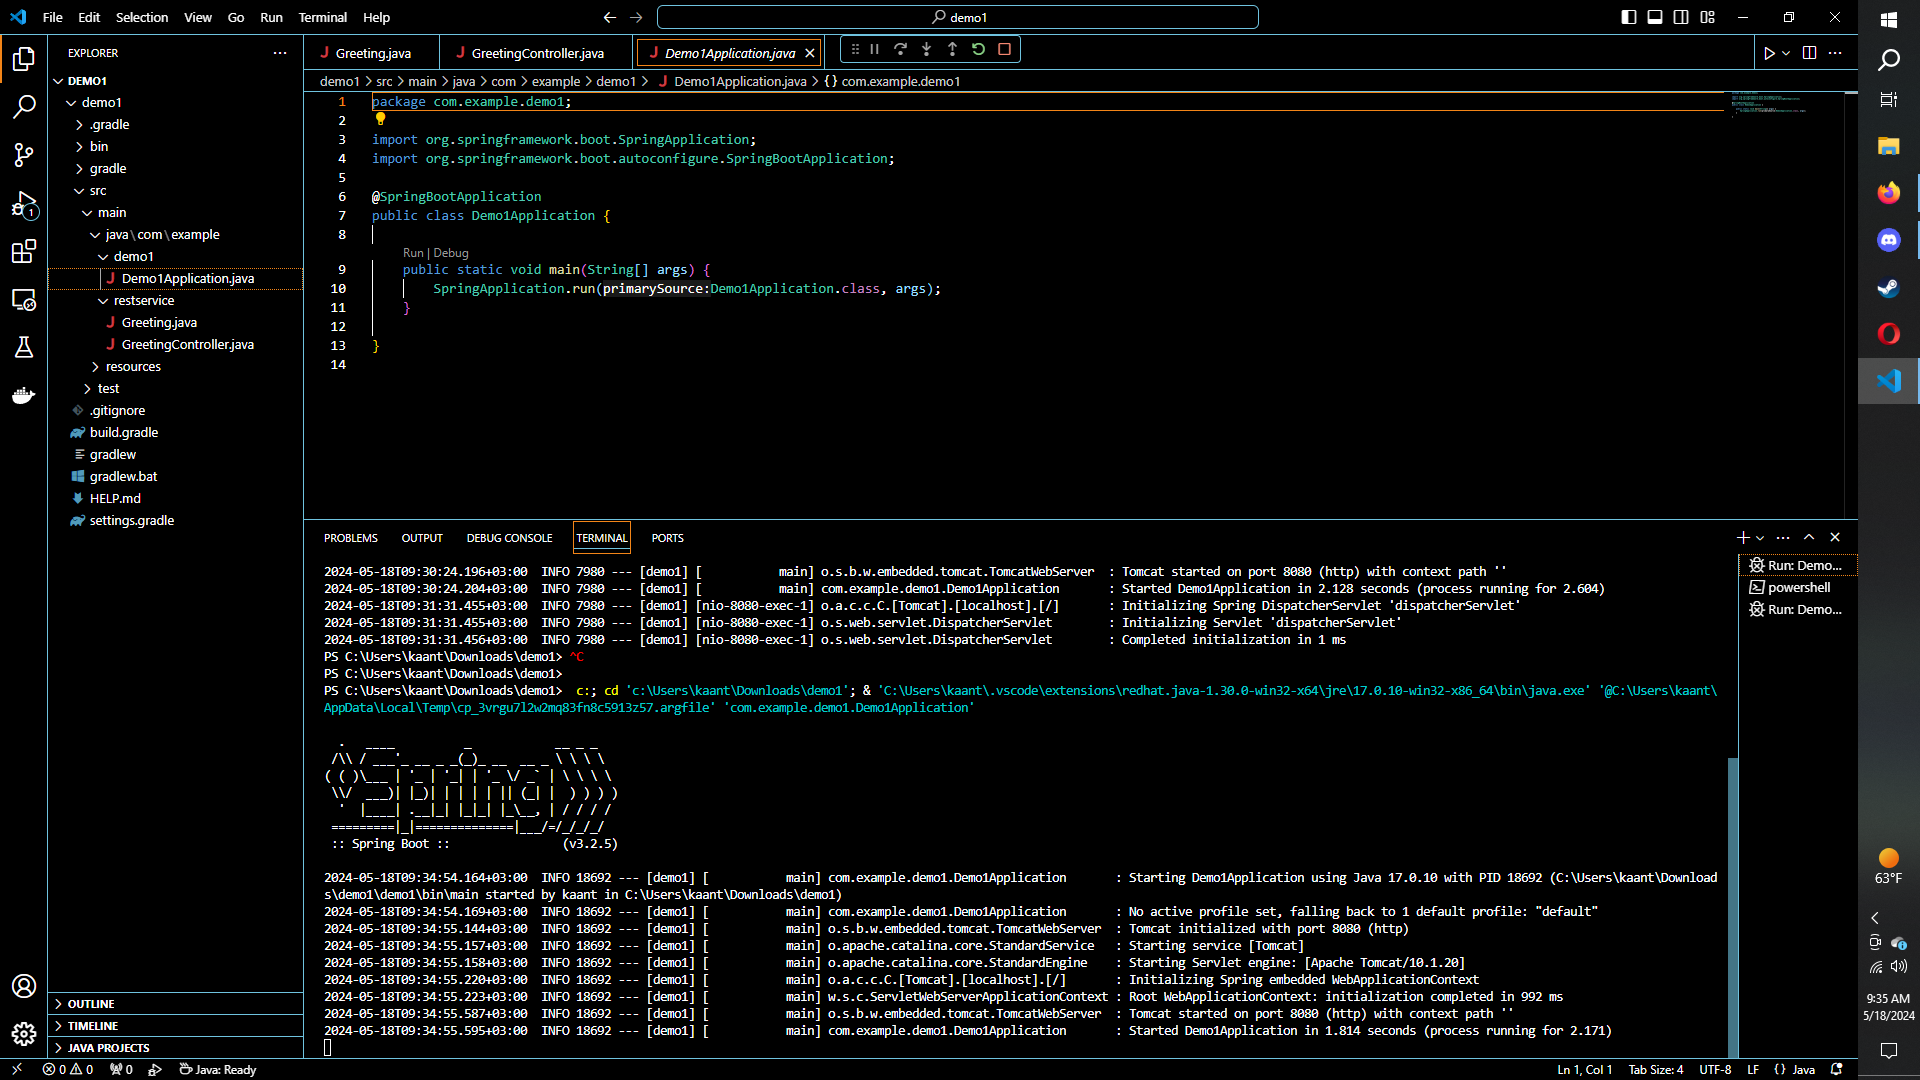 File Edit Selection View Go Run Terminal Help
demo1
EXPLORER
Greeting.java
GreetingController.java
Demo1Application.java
DEMO1
demo1
.gradle
bin
gradle
src
main
java\com\example
demo1
Demo1Application.java
restservice
Greeting.java
GreetingController.java
resources
test
.gitignore
build.gradle
gradlew
gradlew.bat
HELP.md
settings.gradle
OUTLINE
TIMELINE
JAVA PROJECTS
demo1 > src > main > java > com > example > demo1 > Demo1Application.java > {} com.example.demo1
1 package com.example.demo1;
2
3 import org.springframework.boot.SpringApplication;
4 import org.springframework.boot.autoconfigure.SpringBootApplication;
5
6 @SpringBootApplication
7 public class Demo1Application {
8
Run | Debug
9 public static void main(String[] args) {
10 SpringApplication.run(primarySource:Demo1Application.class, args);
11 }
12
13 }
14
PROBLEMS OUTPUT DEBUG CONSOLE TERMINAL PORTS
Run: Demo...
powershell
Run: Demo...
2024-05-18T09:30:24.196+03:00 INFO 7980 --- [demo1] [ main] o.s.b.w.embedded.tomcat.TomcatWebServer : Tomcat started on port 8080 (http) with context path ''
2024-05-18T09:30:24.204+03:00 INFO 7980 --- [demo1] [ main] com.example.demo1.Demo1Application : Started Demo1Application in 2.128 seconds (process running for 2.604)
2024-05-18T09:31:31.455+03:00 INFO 7980 --- [demo1] [nio-8080-exec-1] o.a.c.c.C.[Tomcat].[localhost].[/] : Initializing Spring DispatcherServlet 'dispatcherServlet'
2024-05-18T09:31:31.455+03:00 INFO 7980 --- [demo1] [nio-8080-exec-1] o.s.web.servlet.DispatcherServlet : Initializing Servlet 'dispatcherServlet'
2024-05-18T09:31:31.456+03:00 INFO 7980 --- [demo1] [nio-8080-exec-1] o.s.web.servlet.DispatcherServlet : Completed initialization in 1 ms
PS C:\Users\kaant\Downloads\demo1> ^C
PS C:\Users\kaant\Downloads\demo1>
PS C:\Users\kaant\Downloads\demo1> c:; cd 'c:\Users\kaant\Downloads\demo1'; & 'C:\Users\kaant\.vscode\extensions\redhat.java-1.30.0-win32-x64\jre\17.0.10-win32-x86_64\bin\java.exe' '@C:\Users\kaant\
AppData\Local\Temp\cp_3vrgu7l2w2mq83fn8c5913z57.argfile' 'com.example.demo1.Demo1Application'
Spring
:: Spring Boot :: (v3.2.5)
2024-05-18T09:34:54.164+03:00 INFO 18692 --- [demo1] [ main] com.example.demo1.Demo1Application : Starting Demo1Application using Java 17.0.10 with PID 18692 (C:\Users\kaant\Download
s\demo1\demo1\bin\main started by kaant in C:\Users\kaant\Downloads\demo1)
2024-05-18T09:34:54.169+03:00 INFO 18692 --- [demo1] [ main] com.example.demo1.Demo1Application : No active profile set, falling back to 1 default profile: "default"
2024-05-18T09:34:55.144+03:00 INFO 18692 --- [demo1] [ main] o.s.b.w.embedded.tomcat.TomcatWebServer : Tomcat initialized with port 8080 (http)
2024-05-18T09:34:55.157+03:00 INFO 18692 --- [demo1] [ main] o.apache.catalina.core.StandardService : Starting service [Tomcat]
2024-05-18T09:34:55.158+03:00 INFO 18692 --- [demo1] [ main] o.apache.catalina.core.StandardEngine : Starting Servlet engine: [Apache Tomcat/10.1.20]
2024-05-18T09:34:55.220+03:00 INFO 18692 --- [demo1] [ main] o.a.c.c.C.[Tomcat].[localhost].[/] : Initializing Spring embedded WebApplicationContext
2024-05-18T09:34:55.223+03:00 INFO 18692 --- [demo1] [ main] w.s.c.ServletWebServerApplicationContext : Root WebApplicationContext: initialization completed in 992 ms
2024-05-18T09:34:55.587+03:00 INFO 18692 --- [demo1] [ main] o.s.b.w.embedded.tomcat.TomcatWebServer : Tomcat started on port 8080 (http) with context path ''
2024-05-18T09:34:55.595+03:00 INFO 18692 --- [demo1] [ main] com.example.demo1.Demo1Application : Started Demo1Application in 1.814 seconds (process running for 2.171)
0 0 0 Java: Ready
Ln 1, Col 1 Tab Size: 4 UTF-8 LF {} Java
1
63°F
9:35 AM
5/18/2024